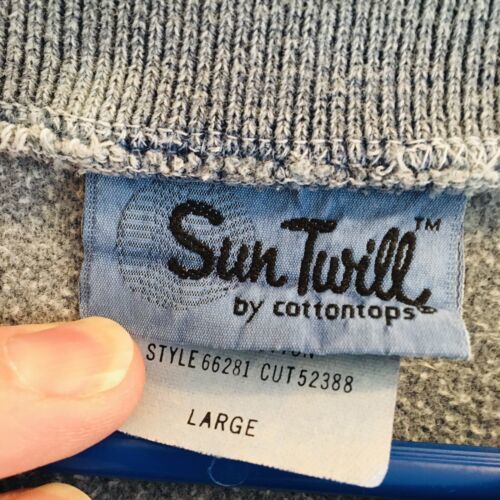 Sun Twill™
by cottontops
STYLE 66281 CUT 52388
LARGE